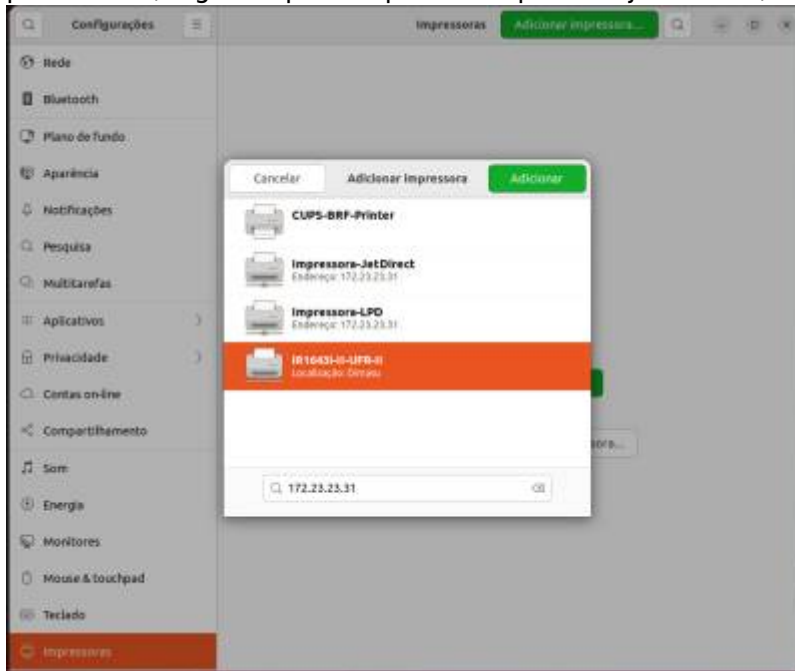 Configurações
Impressoras
Adicionar impressora...
Rede
Bluetooth
Plano de fundo
Aparência
Notificações
Pesquisa
Multitarefas
Aplicativos
Privacidade
Contas on-line
Compartilhamento
Som
Energia
Monitores
Mouse & touchpad
Teclado
Impressoras
Cancelar
Adicionar Impressora
Adicionar
CUPS-BRF-Printer
Impressora-JetDirect
Endereço: 172.23.23.31
Impressora-LPD
Endereço: 172.23.23.31
iR1643i-II-UFR-II
Localização: Dimasu
172.23.23.31